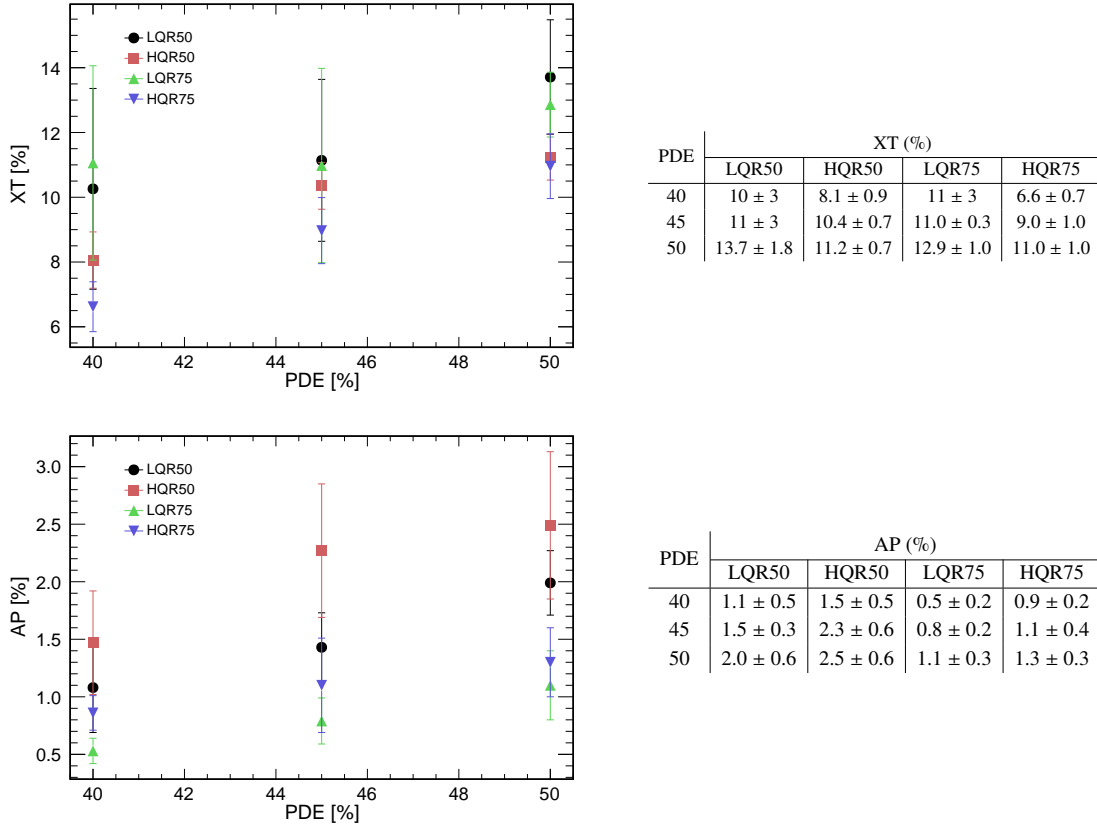 LQR50
HQR50
LQR75
HQR75
14
12
10
8
6
XT [%]
40 42 44 46 48 50
PDE [%]
PDE XT (%)
LQR50 HQR50 LQR75 HQR75
40 10 ± 3 8.1 ± 0.9 11 ± 3 6.6 ± 0.7
45 11 ± 3 10.4 ± 0.7 11.0 ± 0.3 9.0 ± 1.0
50 13.7 ± 1.8 11.2 ± 0.7 12.9 ± 1.0 11.0 ± 1.0
LQR50
HQR50
LQR75
HQR75
3.0
2.5
2.0
1.5
1.0
0.5
AP [%]
40 42 44 46 48 50
PDE [%]
PDE AP (%)
LQR50 HQR50 LQR75 HQR75
40 1.1 ± 0.5 1.5 ± 0.5 0.5 ± 0.2 0.9 ± 0.2
45 1.5 ± 0.3 2.3 ± 0.6 0.8 ± 0.2 1.1 ± 0.4
50 2.0 ± 0.6 2.5 ± 0.6 1.1 ± 0.3 1.3 ± 0.3